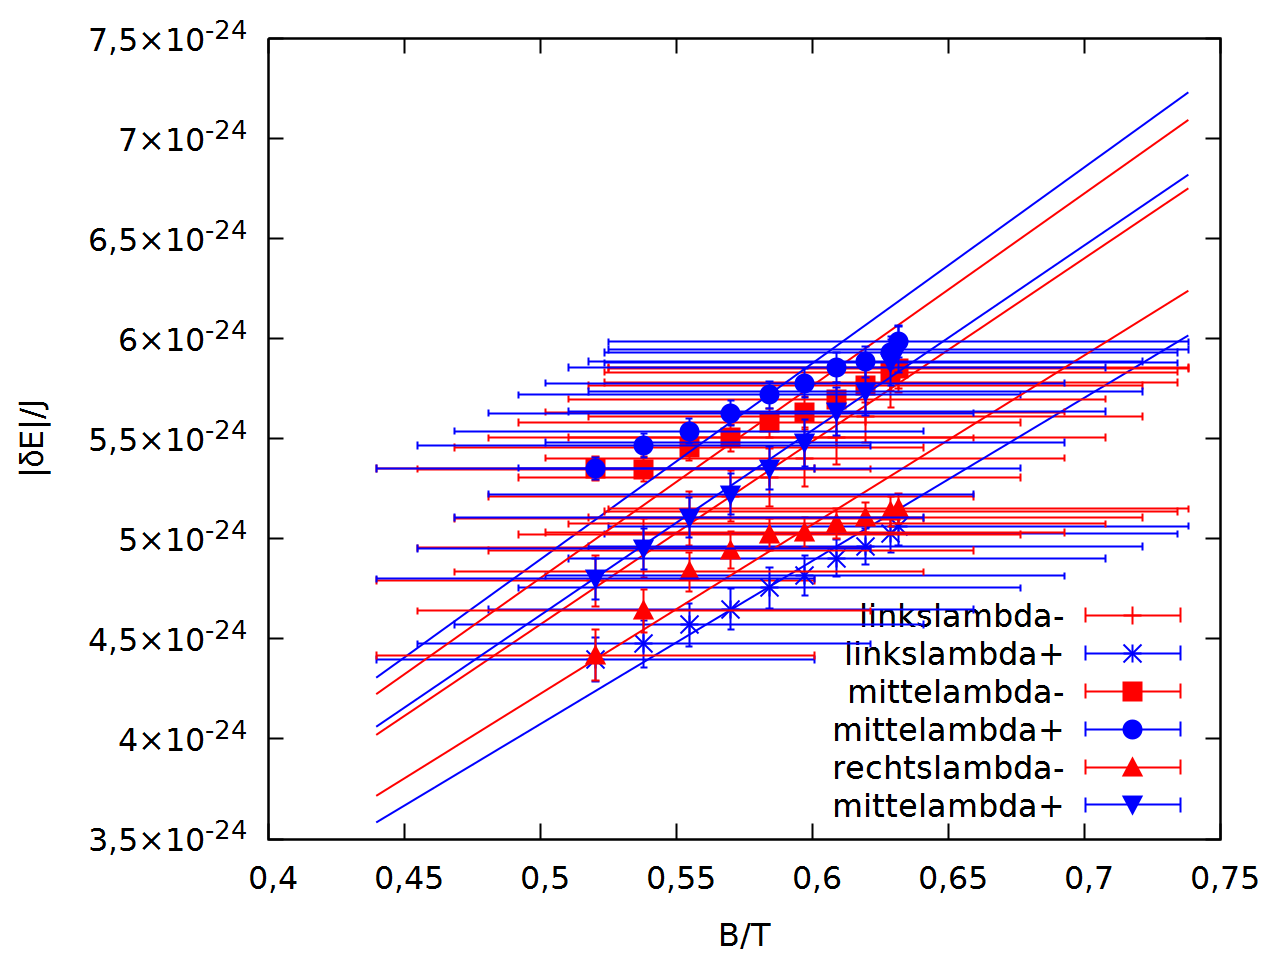 7,5×10-24
7×10-24
6,5×10-24
6×10-24
5,5×10-24
5×10-24
4,5×10-24
4×10-24
3,5×10-24
|δE|/J
linkslambda-
linkslambda+
mittelambda-
mittelambda+
rechtslambda-
mittelambda+
0,4 0,45 0,5 0,55 0,6 0,65 0,7 0,75
B/T